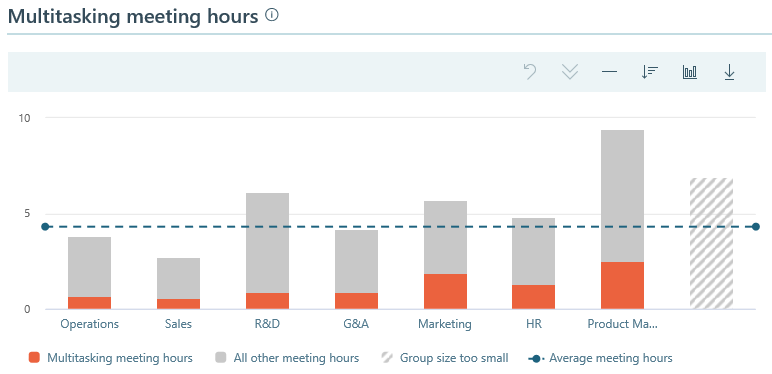 Multitasking meeting hours
10
5
0
Operations Sales R&D G&A Marketing HR Product Ma...
Multitasking meeting hours All other meeting hours Group size too small Average meeting hours